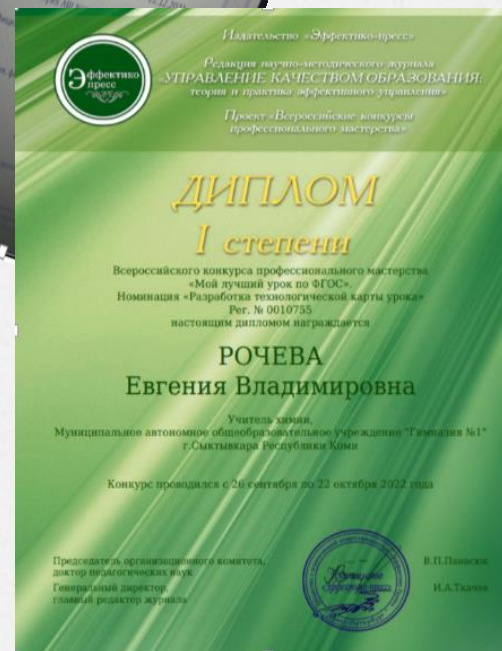 Эффектико
пресс
Издательство «Эффектико-пресс»
Редакция научно-методического журнала
«УПРАВЛЕНИЕ КАЧЕСТВОМ ОБРАЗОВАНИЯ:
теория и практика эффективного управления»
Проект «Всероссийские конкурсы
профессионального мастерства»
ДИПЛОМ
I степени
Всероссийского конкурса профессионального мастерства
«Мой лучший урок по ФГОС».
Номинация «Разработка технологической карты урока»
Рег. № 0010755
настоящим дипломом награждается
РОЧЕВА
Евгения Владимировна
Учитель химии,
Муниципальное автономное общеобразовательное учреждение "Гимназия №1"
г.Сыктывкара Республики Коми
Конкурс проводился с 26 сентября по 22 октября 2022 года
Председатель организационного комитета,
доктор педагогических наук
В.П.Панасюк
Генеральный директор,
главный редактор журнала
И.А.Ткачев